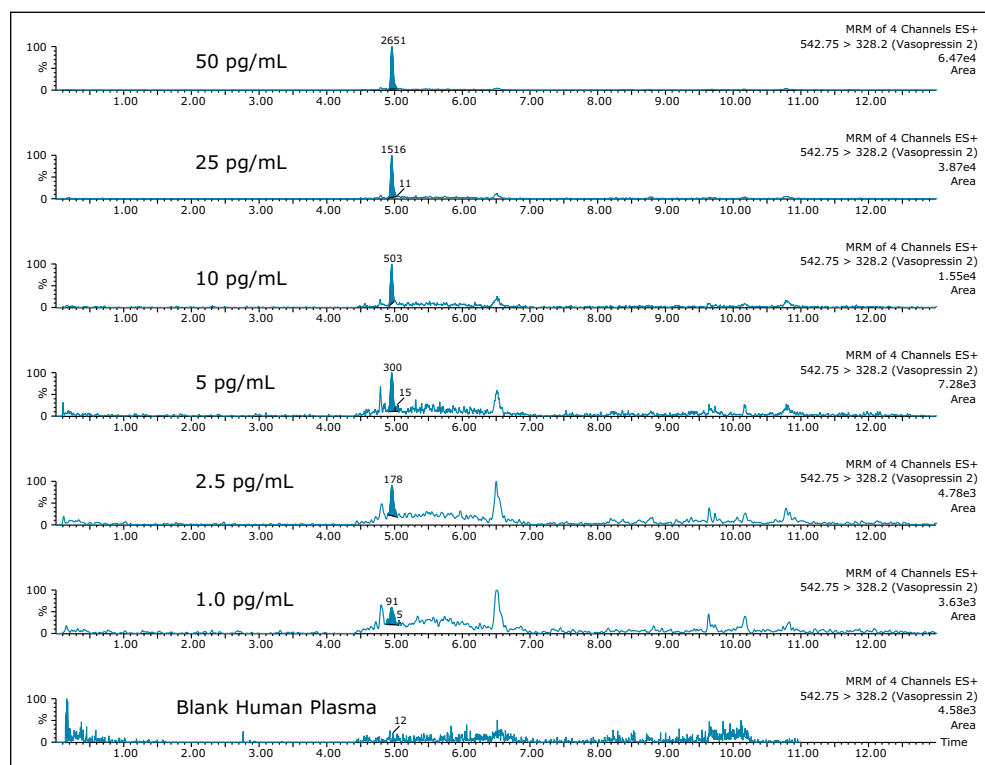 MRM of 4 Channels ES+
2651
542.75 > 328.2 (Vasopressin 2)
100
50 pg/mL
6.47e4
Area
%
0
1.00 2.00 3.00 4.00 5.00 6.00 7.00 8.00 9.00 10.00 11.00 12.00
MRM of 4 Channels ES+
1516
542.75 > 328.2 (Vasopressin 2)
100
25 pg/mL
3.87e4
11
Area
%
0
1.00 2.00 3.00 4.00 5.00 6.00 7.00 8.00 9.00 10.00 11.00 12.00
MRM of 4 Channels ES+
503
542.75 > 328.2 (Vasopressin 2)
100
10 pg/mL
1.55e4
Area
%
0
1.00 2.00 3.00 4.00 5.00 6.00 7.00 8.00 9.00 10.00 11.00 12.00
MRM of 4 Channels ES+
300
542.75 > 328.2 (Vasopressin 2)
100
5 pg/mL
7.28e3
15
Area
%
0
1.00 2.00 3.00 4.00 5.00 6.00 7.00 8.00 9.00 10.00 11.00 12.00
MRM of 4 Channels ES+
178
542.75 > 328.2 (Vasopressin 2)
100
2.5 pg/mL
4.78e3
Area
%
0
1.00 2.00 3.00 4.00 5.00 6.00 7.00 8.00 9.00 10.00 11.00 12.00
MRM of 4 Channels ES+
542.75 > 328.2 (Vasopressin 2)
100
1.0 pg/mL
91
5
3.63e3
Area
%
0
1.00 2.00 3.00 4.00 5.00 6.00 7.00 8.00 9.00 10.00 11.00 12.00
MRM of 4 Channels ES+
542.75 > 328.2 (Vasopressin 2)
100
Blank Human Plasma
4.58e3
12
Area
%
0
Time
1.00 2.00 3.00 4.00 5.00 6.00 7.00 8.00 9.00 10.00 11.00 12.00